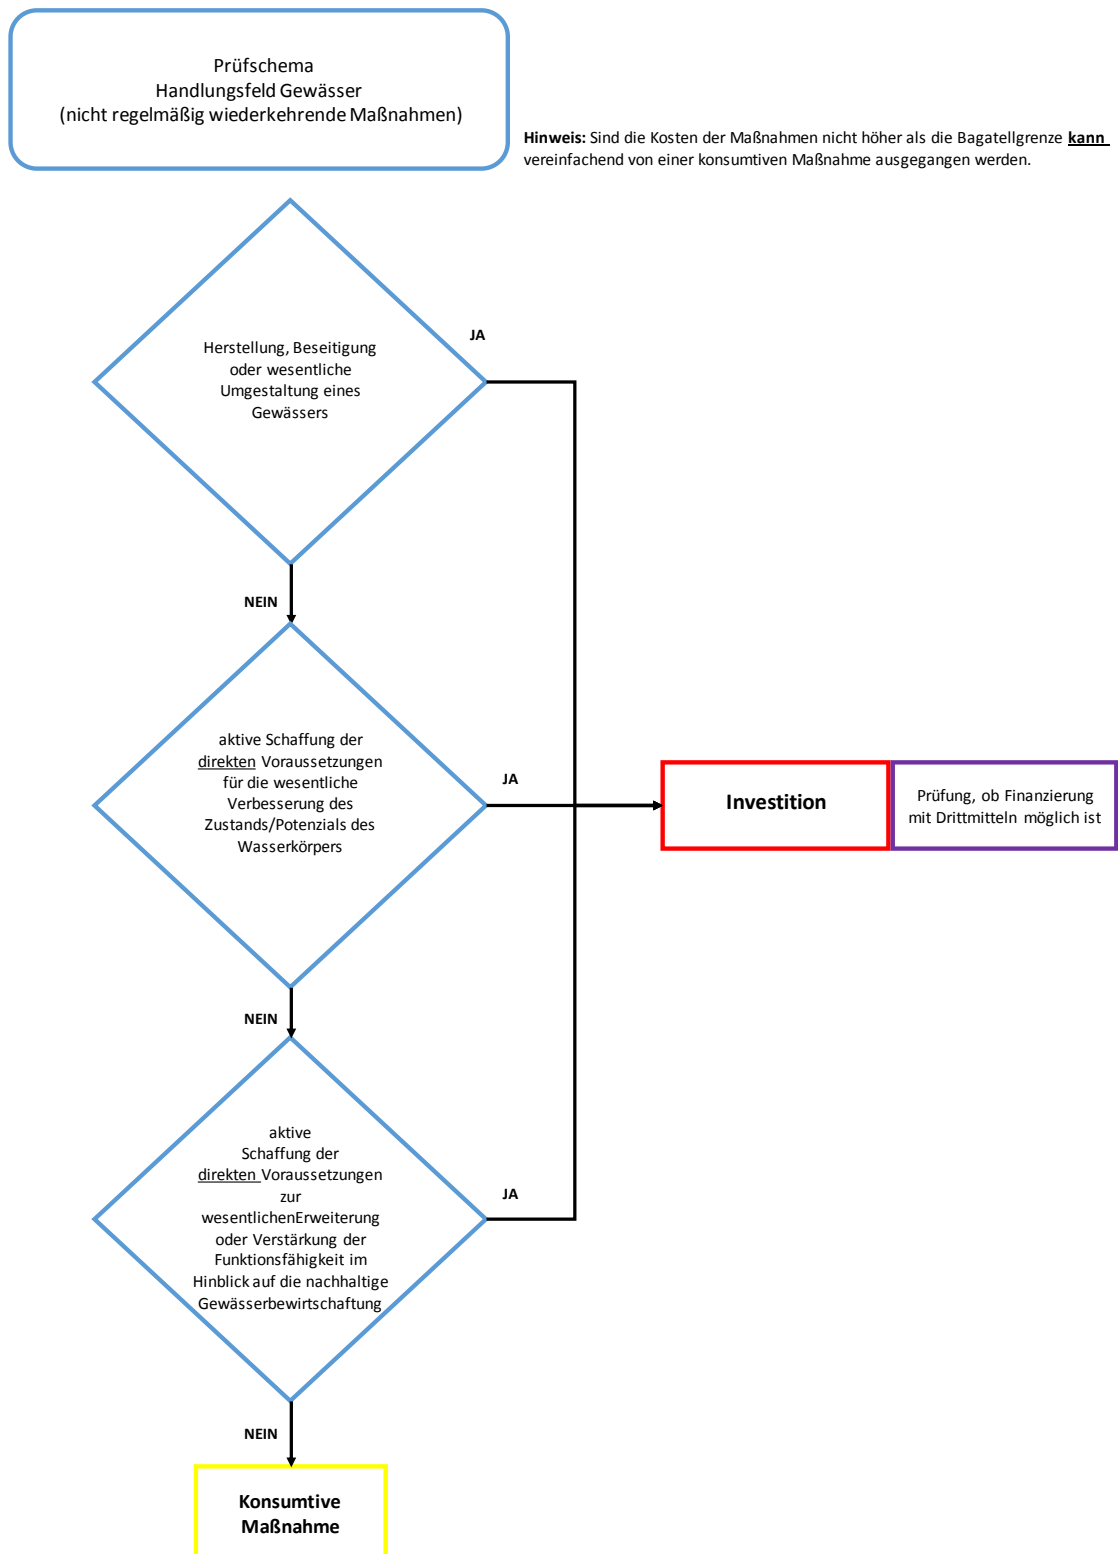 Prüfschema
Handlungsfeld Gewässer
(nicht regelmäßig wiederkehrende Maßnahmen)
Hinweis: Sind die Kosten der Maßnahmen nicht höher als die Bagatellgrenze kann
vereinfachend von einer konsumtiven Maßnahme ausgegangen werden.
JA
Herstellung, Beseitigung
oder wesentliche
Umgestaltung eines
Gewässers
NEIN
aktive Schaffung der
direkten Voraussetzungen
für die wesentliche
Verbesserung des
Zustands/Potenzials des
Wasserkörpers
JA
Investition
Prüfung, ob Finanzierung
mit Drittmitteln möglich ist
NEIN
aktive
Schaffung der
direkten Voraussetzungen
zur
wesentlichenErweiterung
oder Verstärkung der
Funktionsfähigkeit im
Hinblick auf die nachhaltige
Gewässerbewirtschaftung
JA
NEIN
Konsumtive
Maßnahme